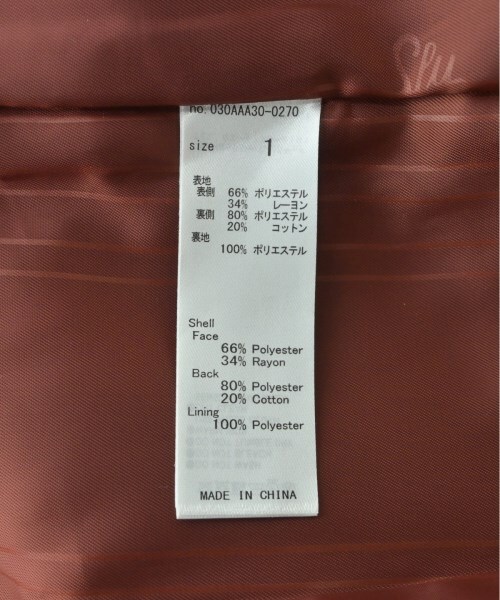 no. 030AAA30-0270
size 1
表地
表側 66% ポリエステル
34% レーヨン
裏側 80% ポリエステル
20% コットン
裏地
100% ポリエステル
Shell
Face
66% Polyester
34% Rayon
Back
80% Polyester
20% Cotton
Lining
100% Polyester
MADE IN CHINA